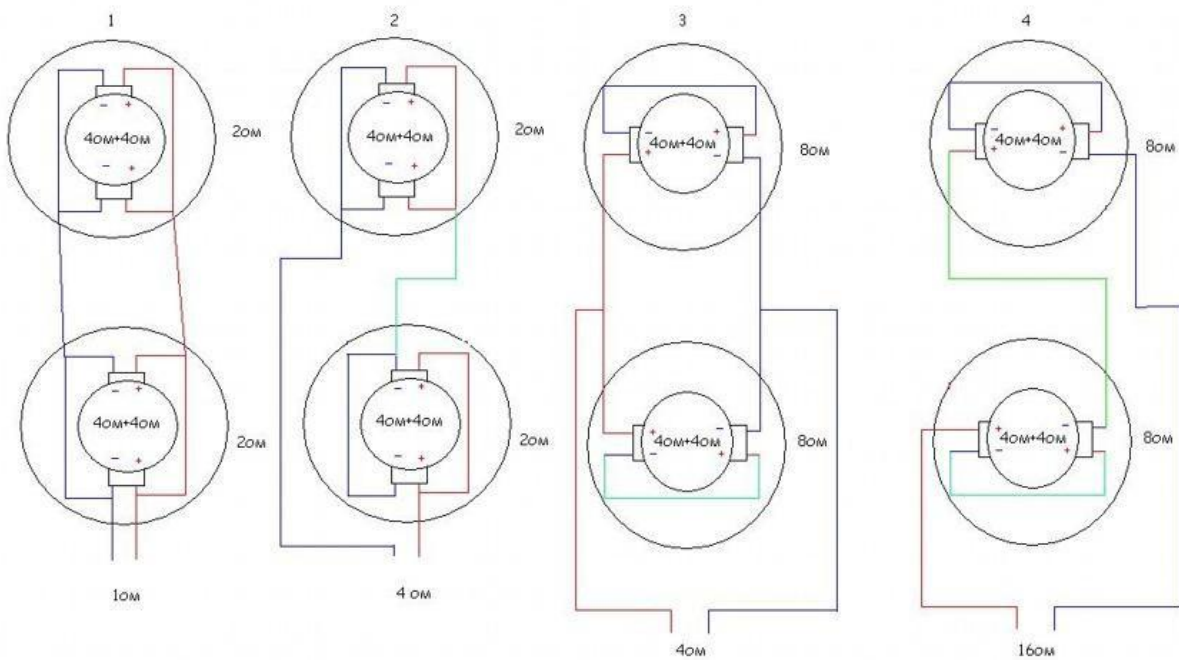 1
2
3
4
− +
4ом+4ом
− +
2ом
− +
4ом+4ом
− +
2ом
− +
4ом+4ом
+ −
8ом
− +
4ом+4ом
+ −
8ом
− +
4ом+4ом
− +
2ом
− +
4ом+4ом
− +
2ом
+ −
4ом+4ом
− +
8ом
+ −
4ом+4ом
− +
8ом
1ом
4 ом
4ом
16ом